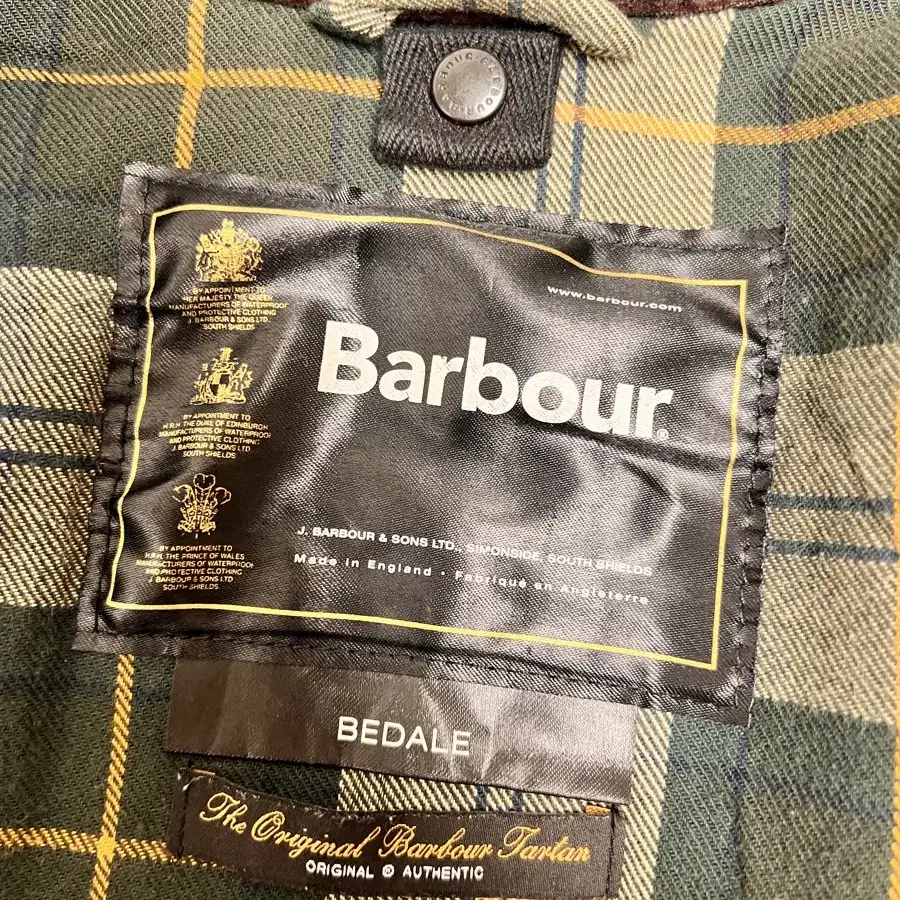 BARBOUR · BARBOUR
BY APPOINTMENT TO
HER MAJESTY THE QUEEN
MANUFACTURERS OF WATERPROOF
AND PROTECTIVE CLOTHING
J. BARBOUR & SONS LTD.
SOUTH SHIELDS
BY APPOINTMENT TO
H.R.H. THE DUKE OF EDINBURGH
MANUFACTURERS OF WATERPROOF
AND PROTECTIVE CLOTHING
J. BARBOUR & SONS LTD
SOUTH SHIELDS
BY APPOINTMENT TO
H.R.H. THE PRINCE OF WALES
MANUFACTURERS OF WATERPROOF
AND PROTECTIVE CLOTHING
J. BARBOUR & SONS LTD
SOUTH SHIELDS
www.barbour.com
Barbour®
J. BARBOUR & SONS LTD., SIMONSIDE, SOUTH SHIELDS
Made in England · Fabriqué en Angleterre
BEDALE
The Original Barbour Tartan
ORIGINAL © AUTHENTIC